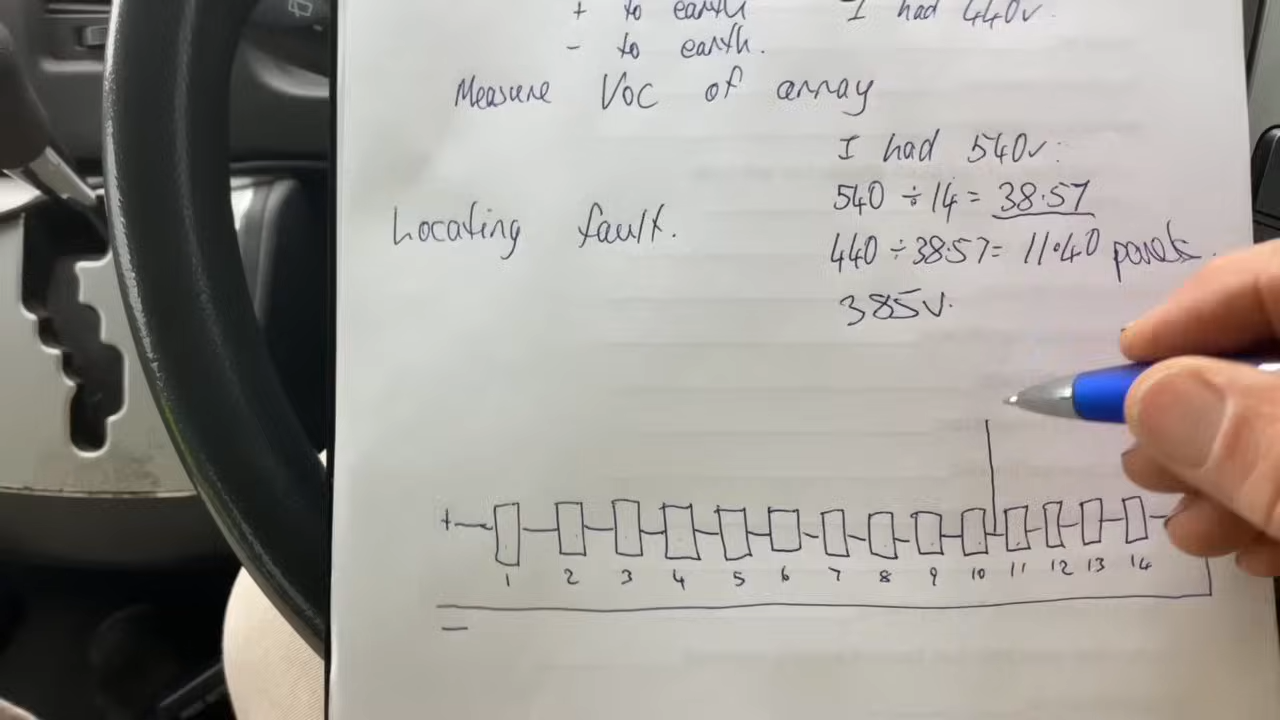 + to earth I had 440v.
- to earth.
Measure Voc of array
I had 540v.
540 ÷ 14 = 38.57
Locating fault.
440 ÷ 38.57 = 11.40 panels.
385v.
+
1 2 3 4 5 6 7 8 9 10 11 12 13 14
-